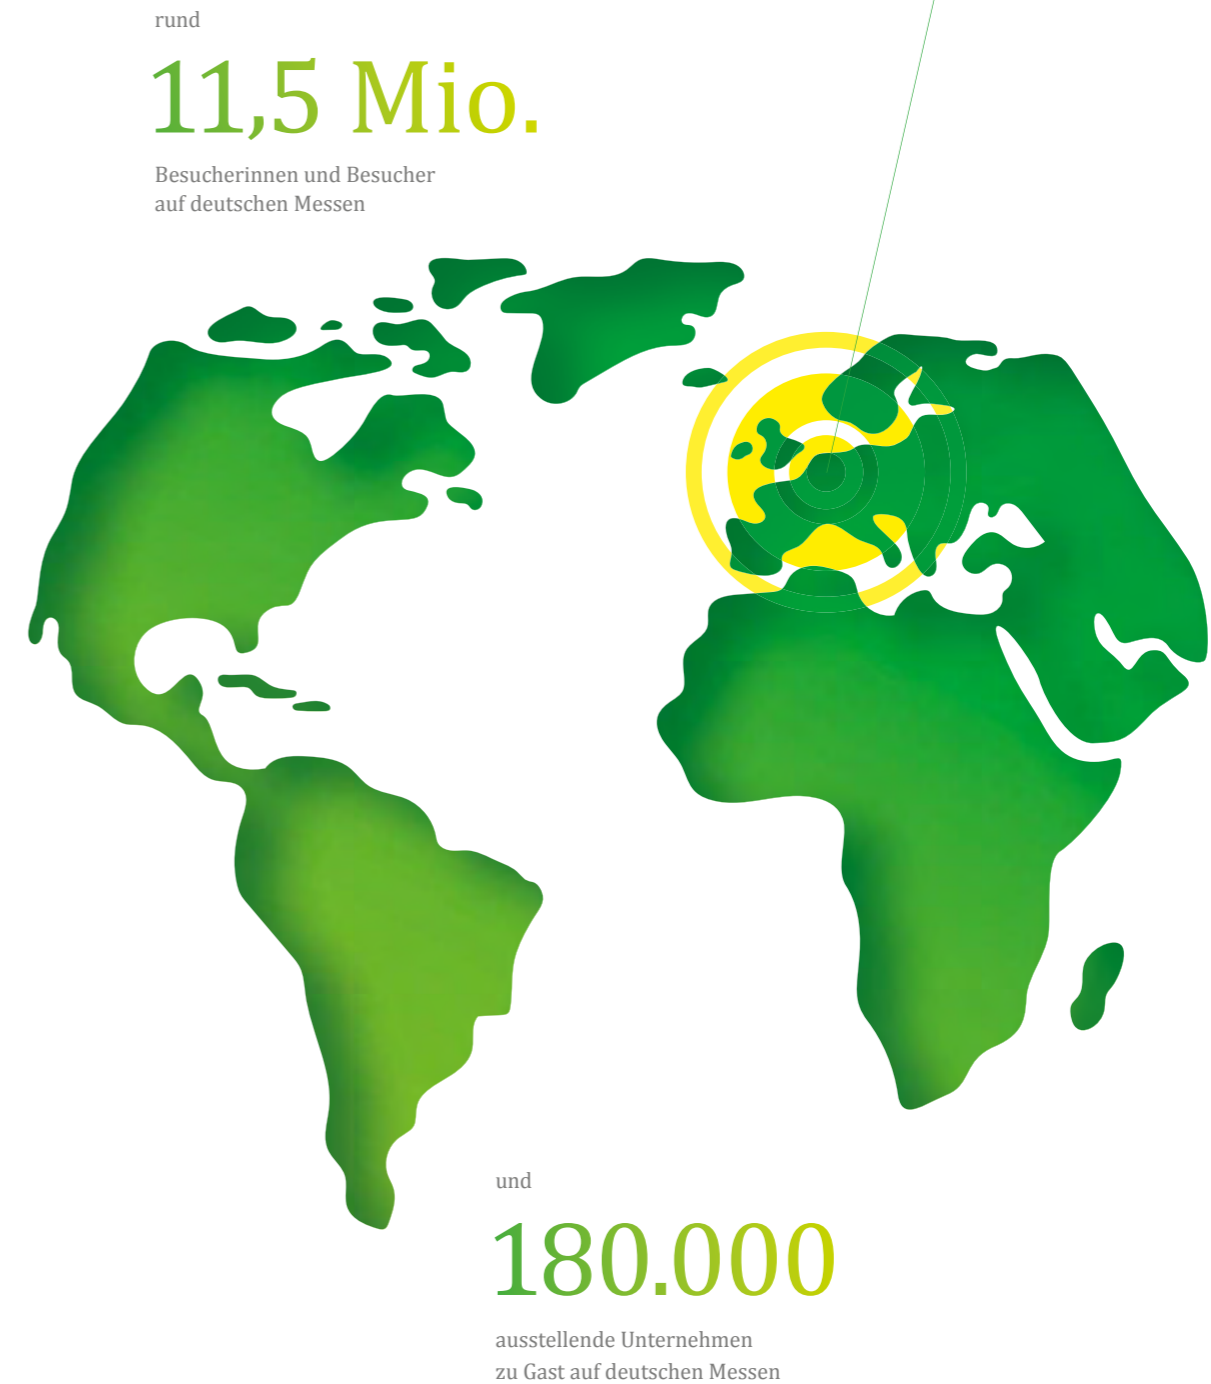 rund
11,5 Mio.
Besucherinnen und Besucher
auf deutschen Messen
und
180.000
ausstellende Unternehmen
zu Gast auf deutschen Messen